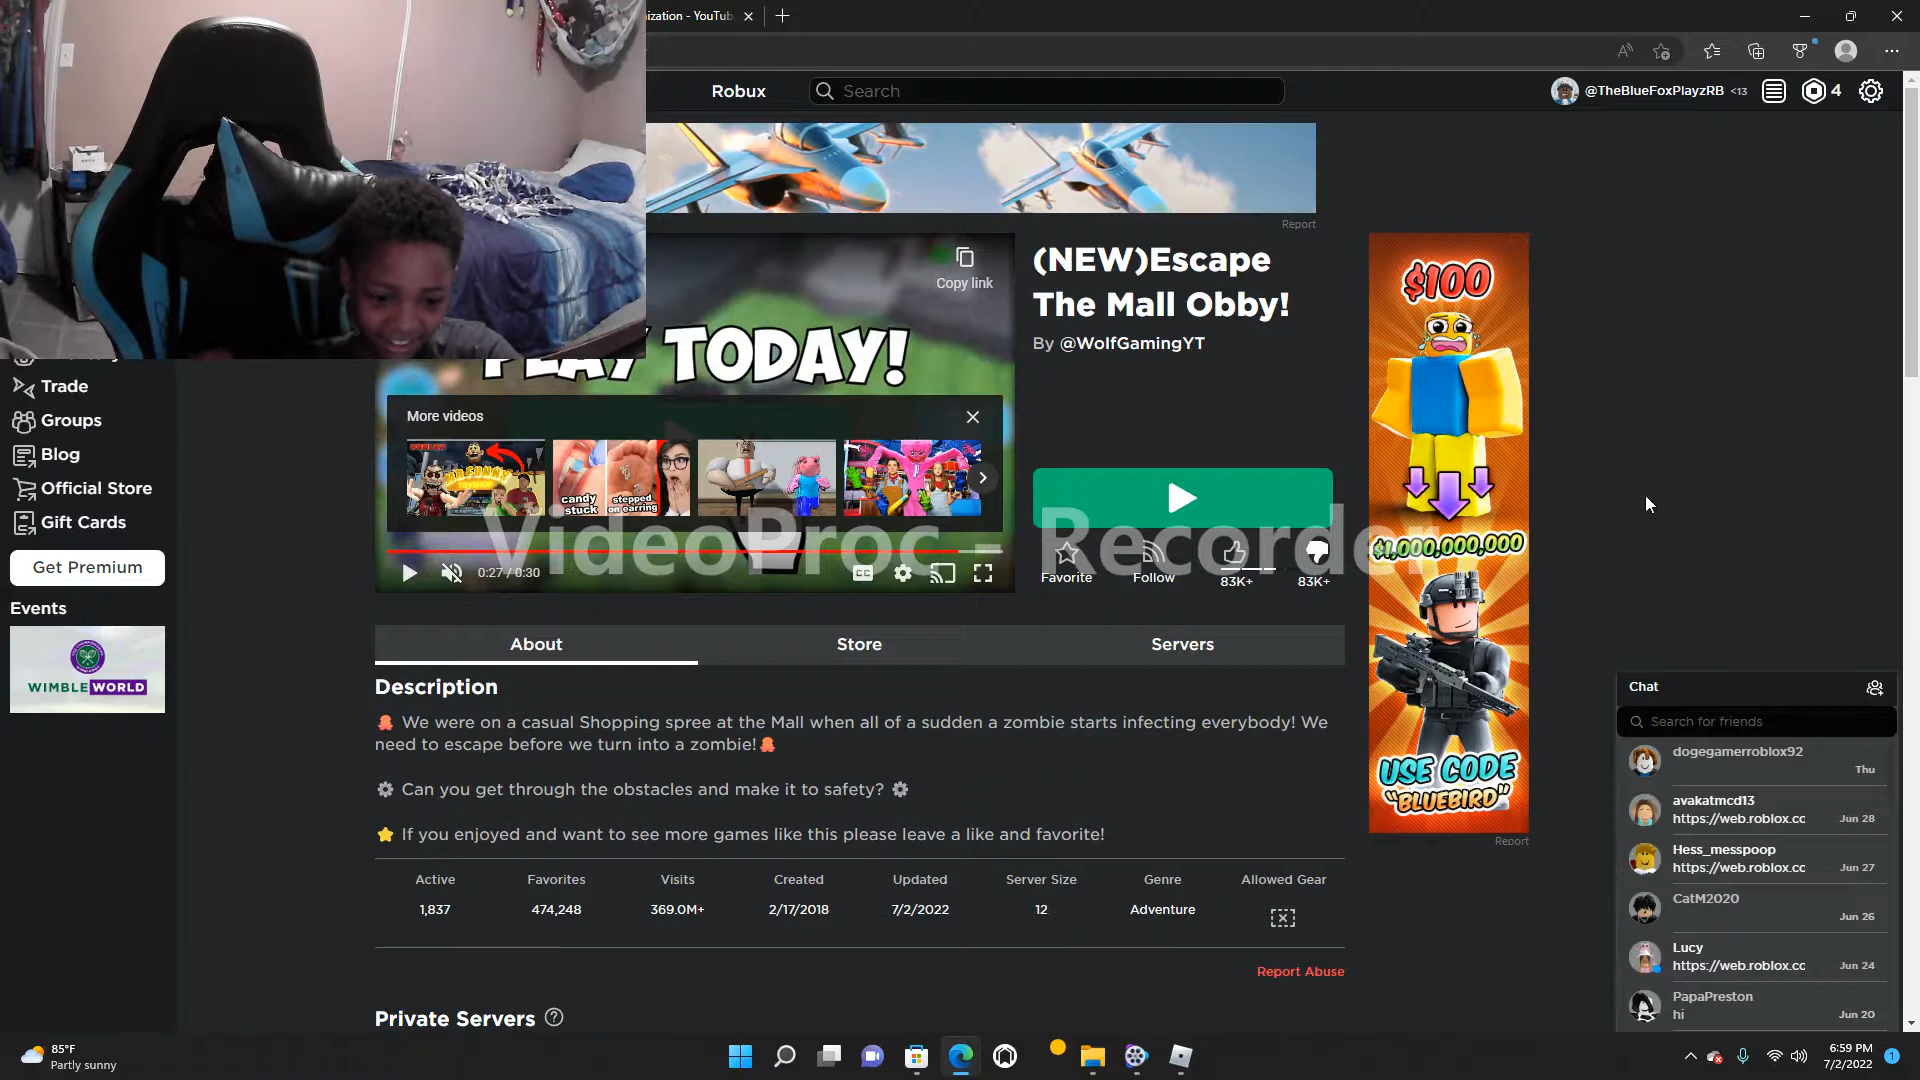 ization - YouTub
Robux
Search
@TheBlueFoxPlayzRB <13
4
Report
Copy link
PLAY TODAY!
(NEW)Escape
The Mall Obby!
By @WolfGamingYT
$100
$1,000,000,000
USE CODE
"BLUEBIRD"
Report
Trade
Groups
Blog
Official Store
Gift Cards
Get Premium
Events
WIMBLEWORLD
More videos
candy
stuck
stepped
on earring
0:27 / 0:30
CC
VideoProc - Recorder
Favorite
Follow
83K+
83K+
About
Store
Servers
Description
We were on a casual Shopping spree at the Mall when all of a sudden a zombie starts infecting everybody! We
need to escape before we turn into a zombie!
Can you get through the obstacles and make it to safety?
If you enjoyed and want to see more games like this please leave a like and favorite!
Active
Favorites
Visits
Created
Updated
Server Size
Genre
Allowed Gear
1,837
474,248
369.0M+
2/17/2018
7/2/2022
12
Adventure
Report Abuse
Private Servers
Chat
Search for friends
dogegamerroblox92
Thu
avakatmcd13
https://web.roblox.cc
Jun 28
Hess_messpoop
https://web.roblox.cc
Jun 27
CatM2020
Jun 26
Lucy
https://web.roblox.cc
Jun 24
PapaPreston
hi
Jun 20
85°F
Partly sunny
6:59 PM
7/2/2022
1